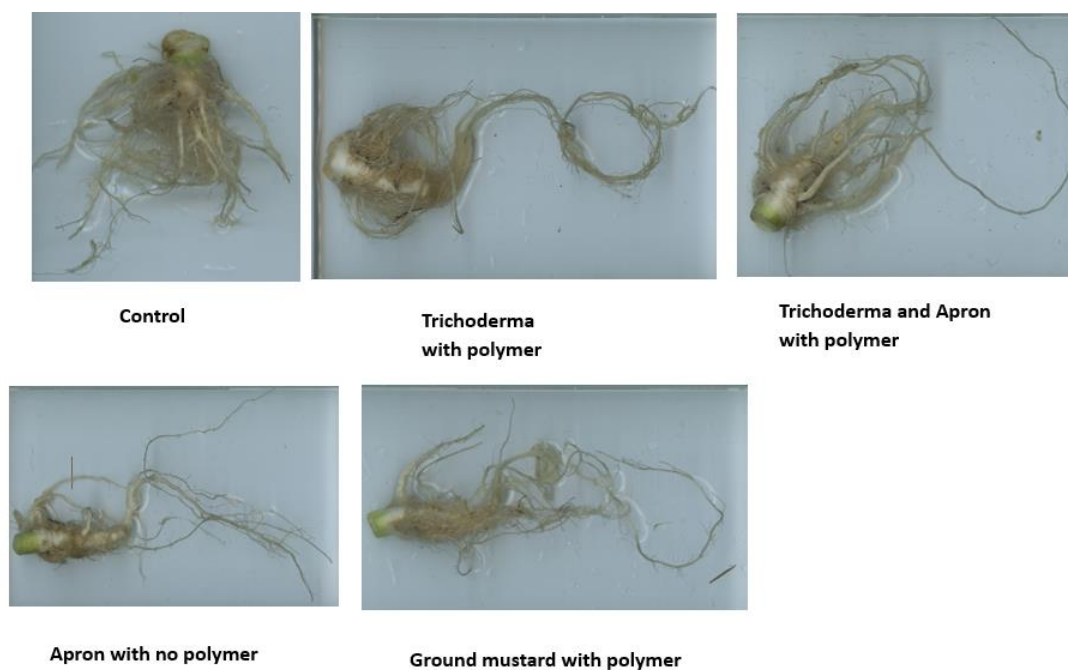 Control
Trichoderma
with polymer
Trichoderma and Apron
with polymer
Apron with no polymer
Ground mustard with polymer